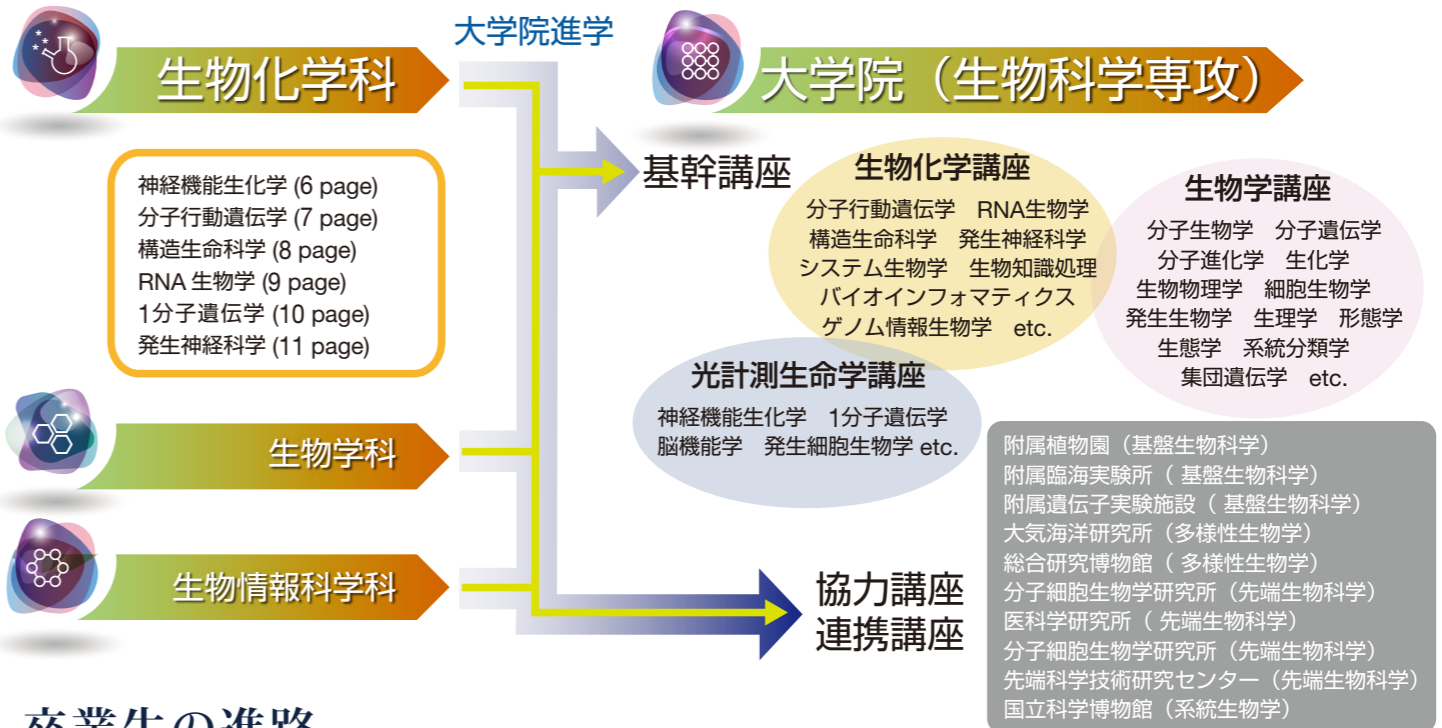 大学院進学
生物化学科
大学院（生物科学専攻）
神経機能生化学 (6 page)
分子行動遺伝学 (7 page)
構造生命科学 (8 page)
RNA 生物学 (9 page)
1分子遺伝学 (10 page)
発生神経科学 (11 page)
生物学科
生物情報科学科
基幹講座
生物化学講座
分子行動遺伝学　RNA生物学
構造生命科学　発生神経科学
システム生物学　生物知識処理
バイオインフォマティクス
ゲノム情報生物学　etc.
生物学講座
分子生物学　分子遺伝学
分子進化学　生化学
生物物理学　細胞生物学
発生生物学　生理学　形態学
生態学　系統分類学
集団遺伝学　etc.
光計測生命学講座
神経機能生化学　1分子遺伝学
脳機能学　発生細胞生物学 etc.
協力講座
連携講座
附属植物園（基盤生物科学）
附属臨海実験所（ 基盤生物科学）
附属遺伝子実験施設（ 基盤生物科学）
大気海洋研究所（多様性生物学）
総合研究博物館（ 多様性生物学）
分子細胞生物学研究所（先端生物科学）
医科学研究所（ 先端生物科学）
分子細胞生物学研究所（先端生物科学）
先端科学技術研究センター（先端生物科学）
国立科学博物館（系統生物学）
卒業生の進路